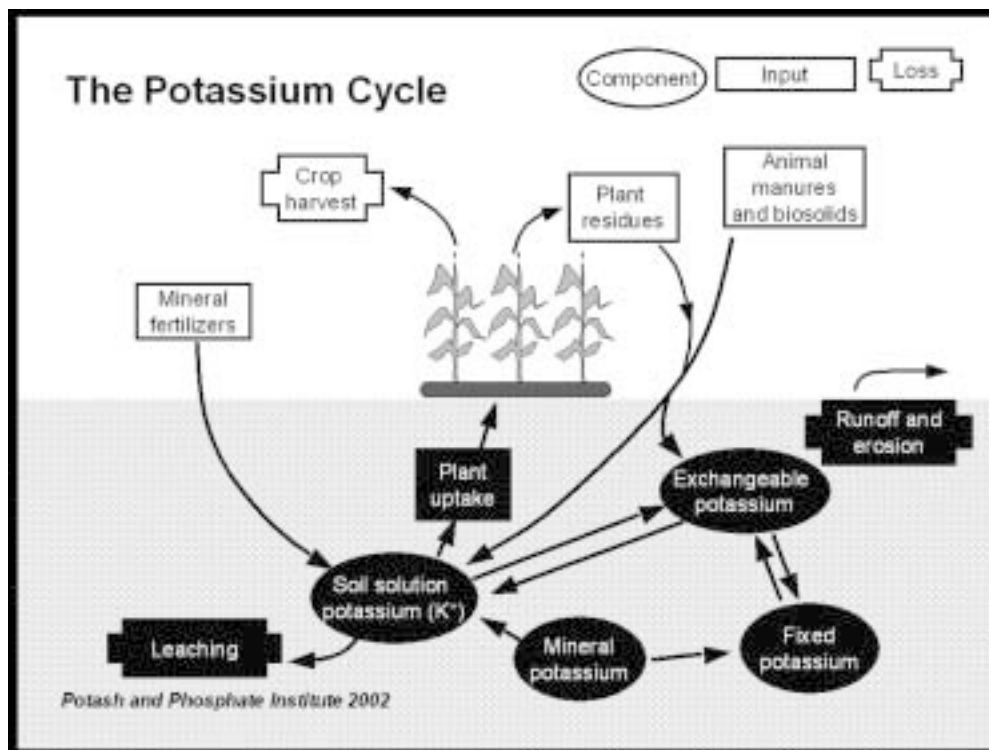 The Potassium Cycle
Component
Input
Loss
Crop
harvest
Plant
residues
Animal
manures
and biosolids
Mineral
fertilizers
Runoff and
erosion
Plant
uptake
Exchangeable
potassium
Soil solution
potassium (K⁺)
Leaching
Mineral
potassium
Fixed
potassium
Potash and Phosphate Institute 2002